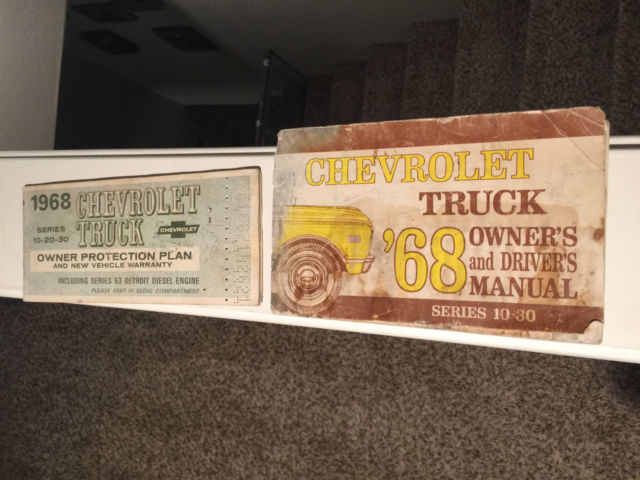 1968
CHEVROLET
TRUCK
SERIES
10-20-30
CHEVROLET
OWNER PROTECTION PLAN
AND NEW VEHICLE WARRANTY
INCLUDING SERIES 53 DETROIT DIESEL ENGINE
PLEASE KEEP IN GLOVE COMPARTMENT
CHEVROLET
TRUCK
'68
OWNER'S
and DRIVER'S
MANUAL
SERIES 10-30